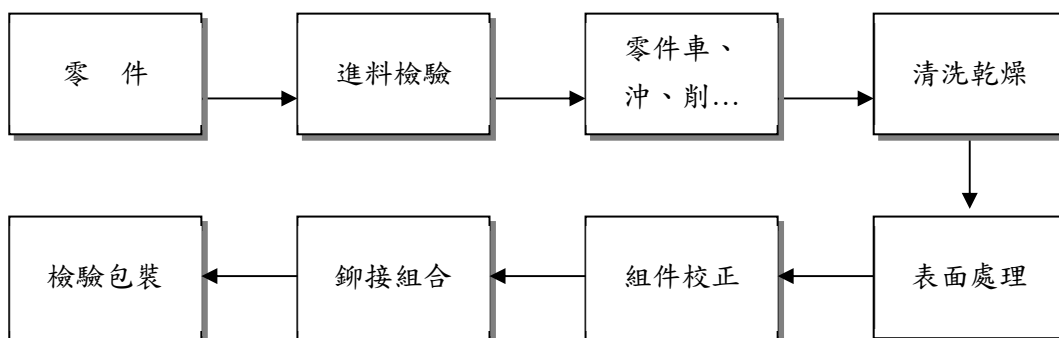 零 件
進料檢驗
零件車、
沖、削...
清洗乾燥
表面處理
組件校正
鉚接組合
檢驗包裝